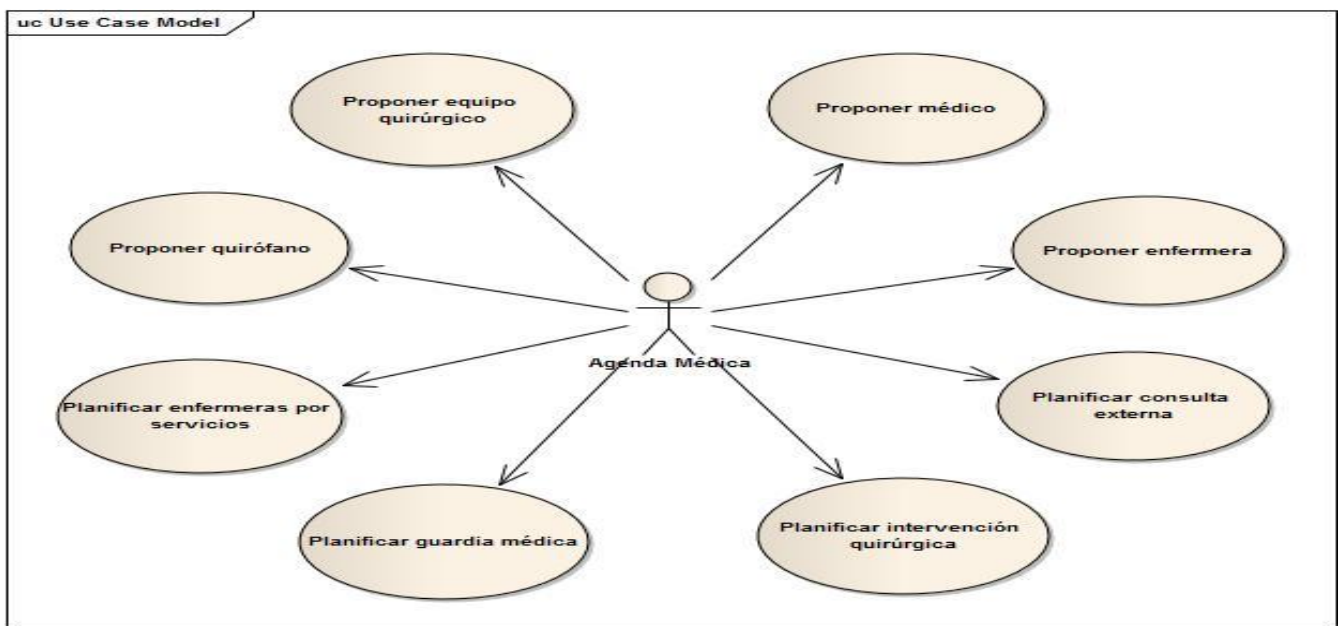 uc Use Case Model
Proponer equipo
quirúrgico
Proponer médico
Proponer quirófano
Proponer enfermera
Agenda Médica
Planificar enfermeras por
servicios
Planificar consulta
externa
Planificar guardia médica
Planificar intervención
quirúrgica